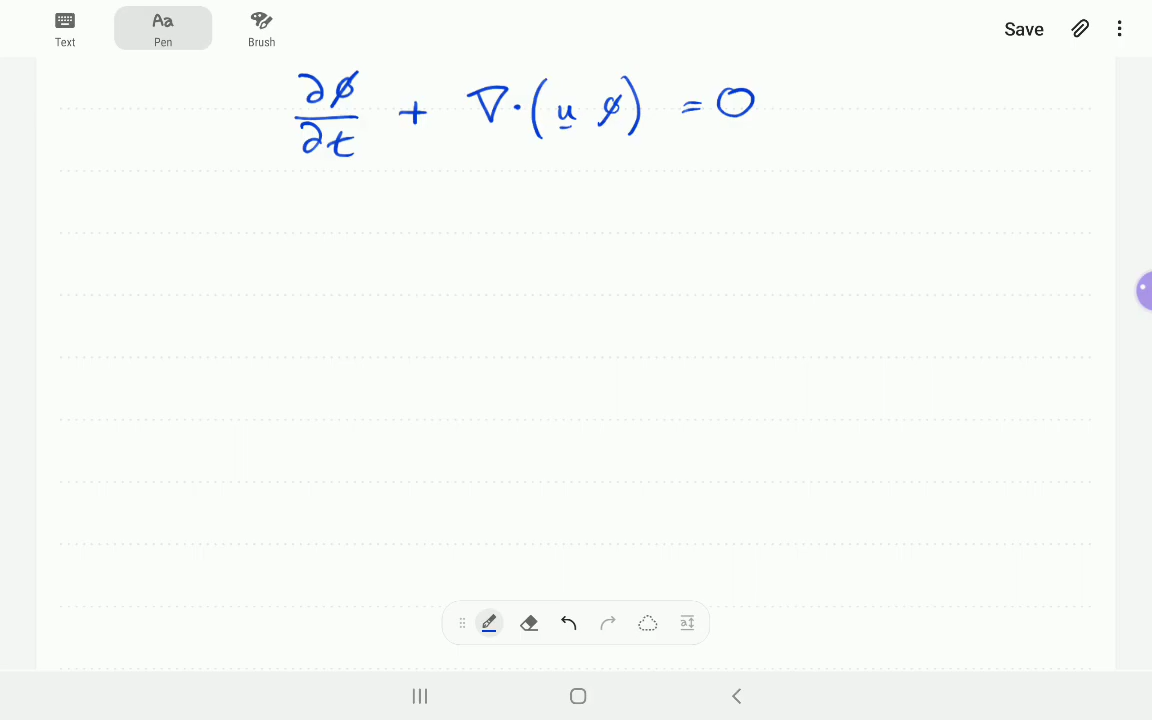 Text Pen Brush Save
∂φ/∂t + ∇·(u̲ φ) = 0